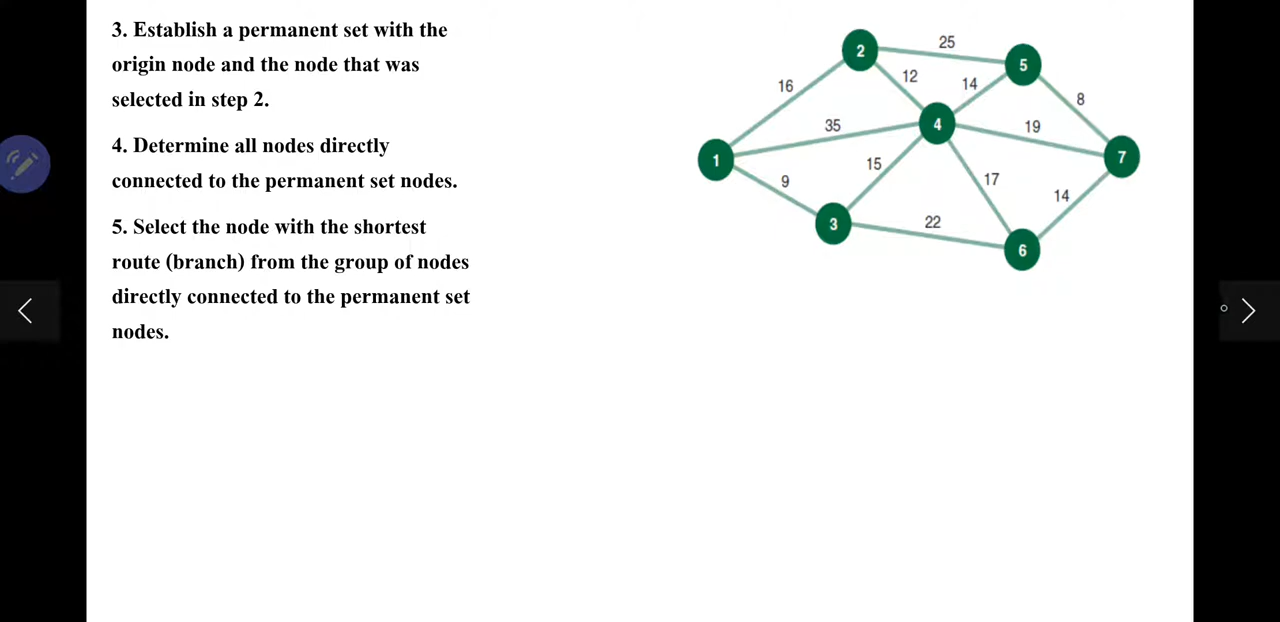 3. Establish a permanent set with the
origin node and the node that was
selected in step 2.
4. Determine all nodes directly
connected to the permanent set nodes.
5. Select the node with the shortest
route (branch) from the group of nodes
directly connected to the permanent set
nodes.
25
2
5
16
12
14
8
35
4
19
1
7
15
9
17
14
3
22
6